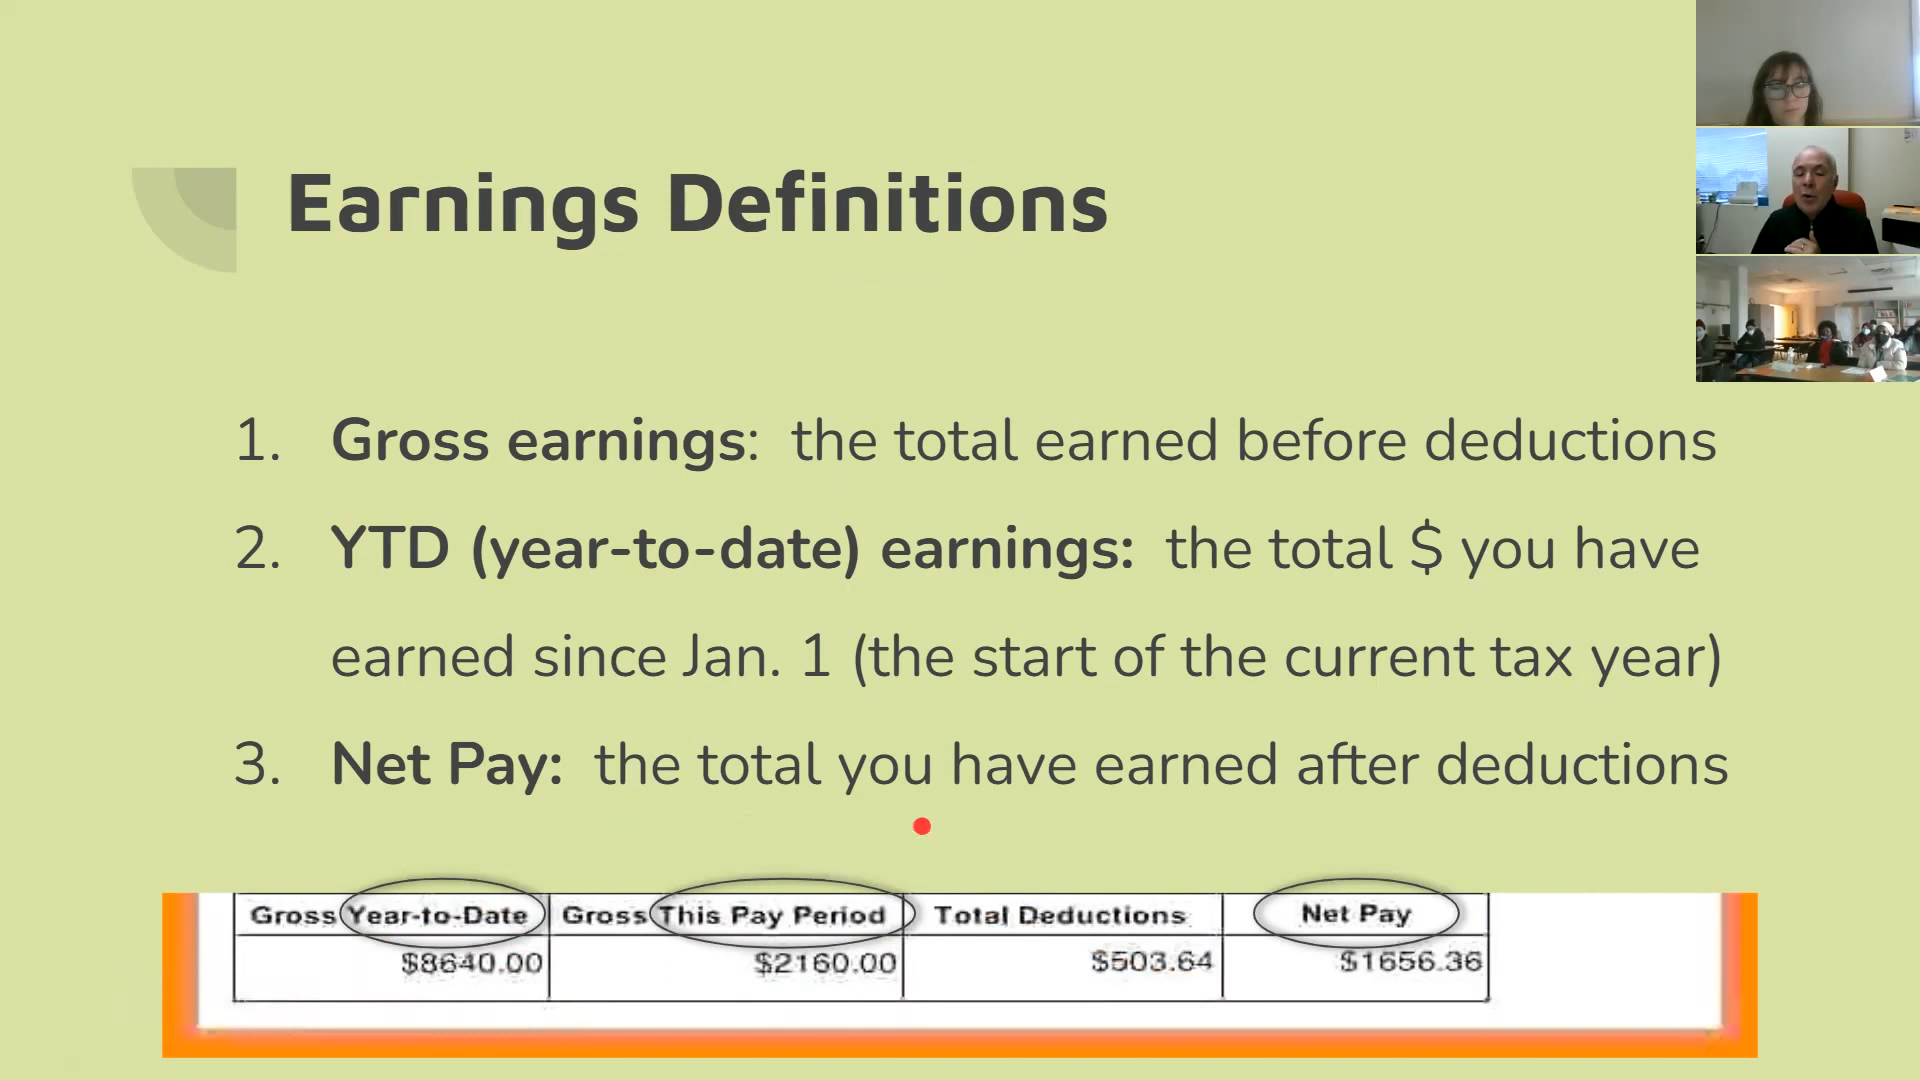 Earnings Definitions
1. Gross earnings: the total earned before deductions
2. YTD (year-to-date) earnings: the total $ you have
earned since Jan. 1 (the start of the current tax year)
3. Net Pay: the total you have earned after deductions
Gross Year-to-Date Gross This Pay Period Total Deductions Net Pay
$8640.00 $2160.00 $503.64 $1656.36